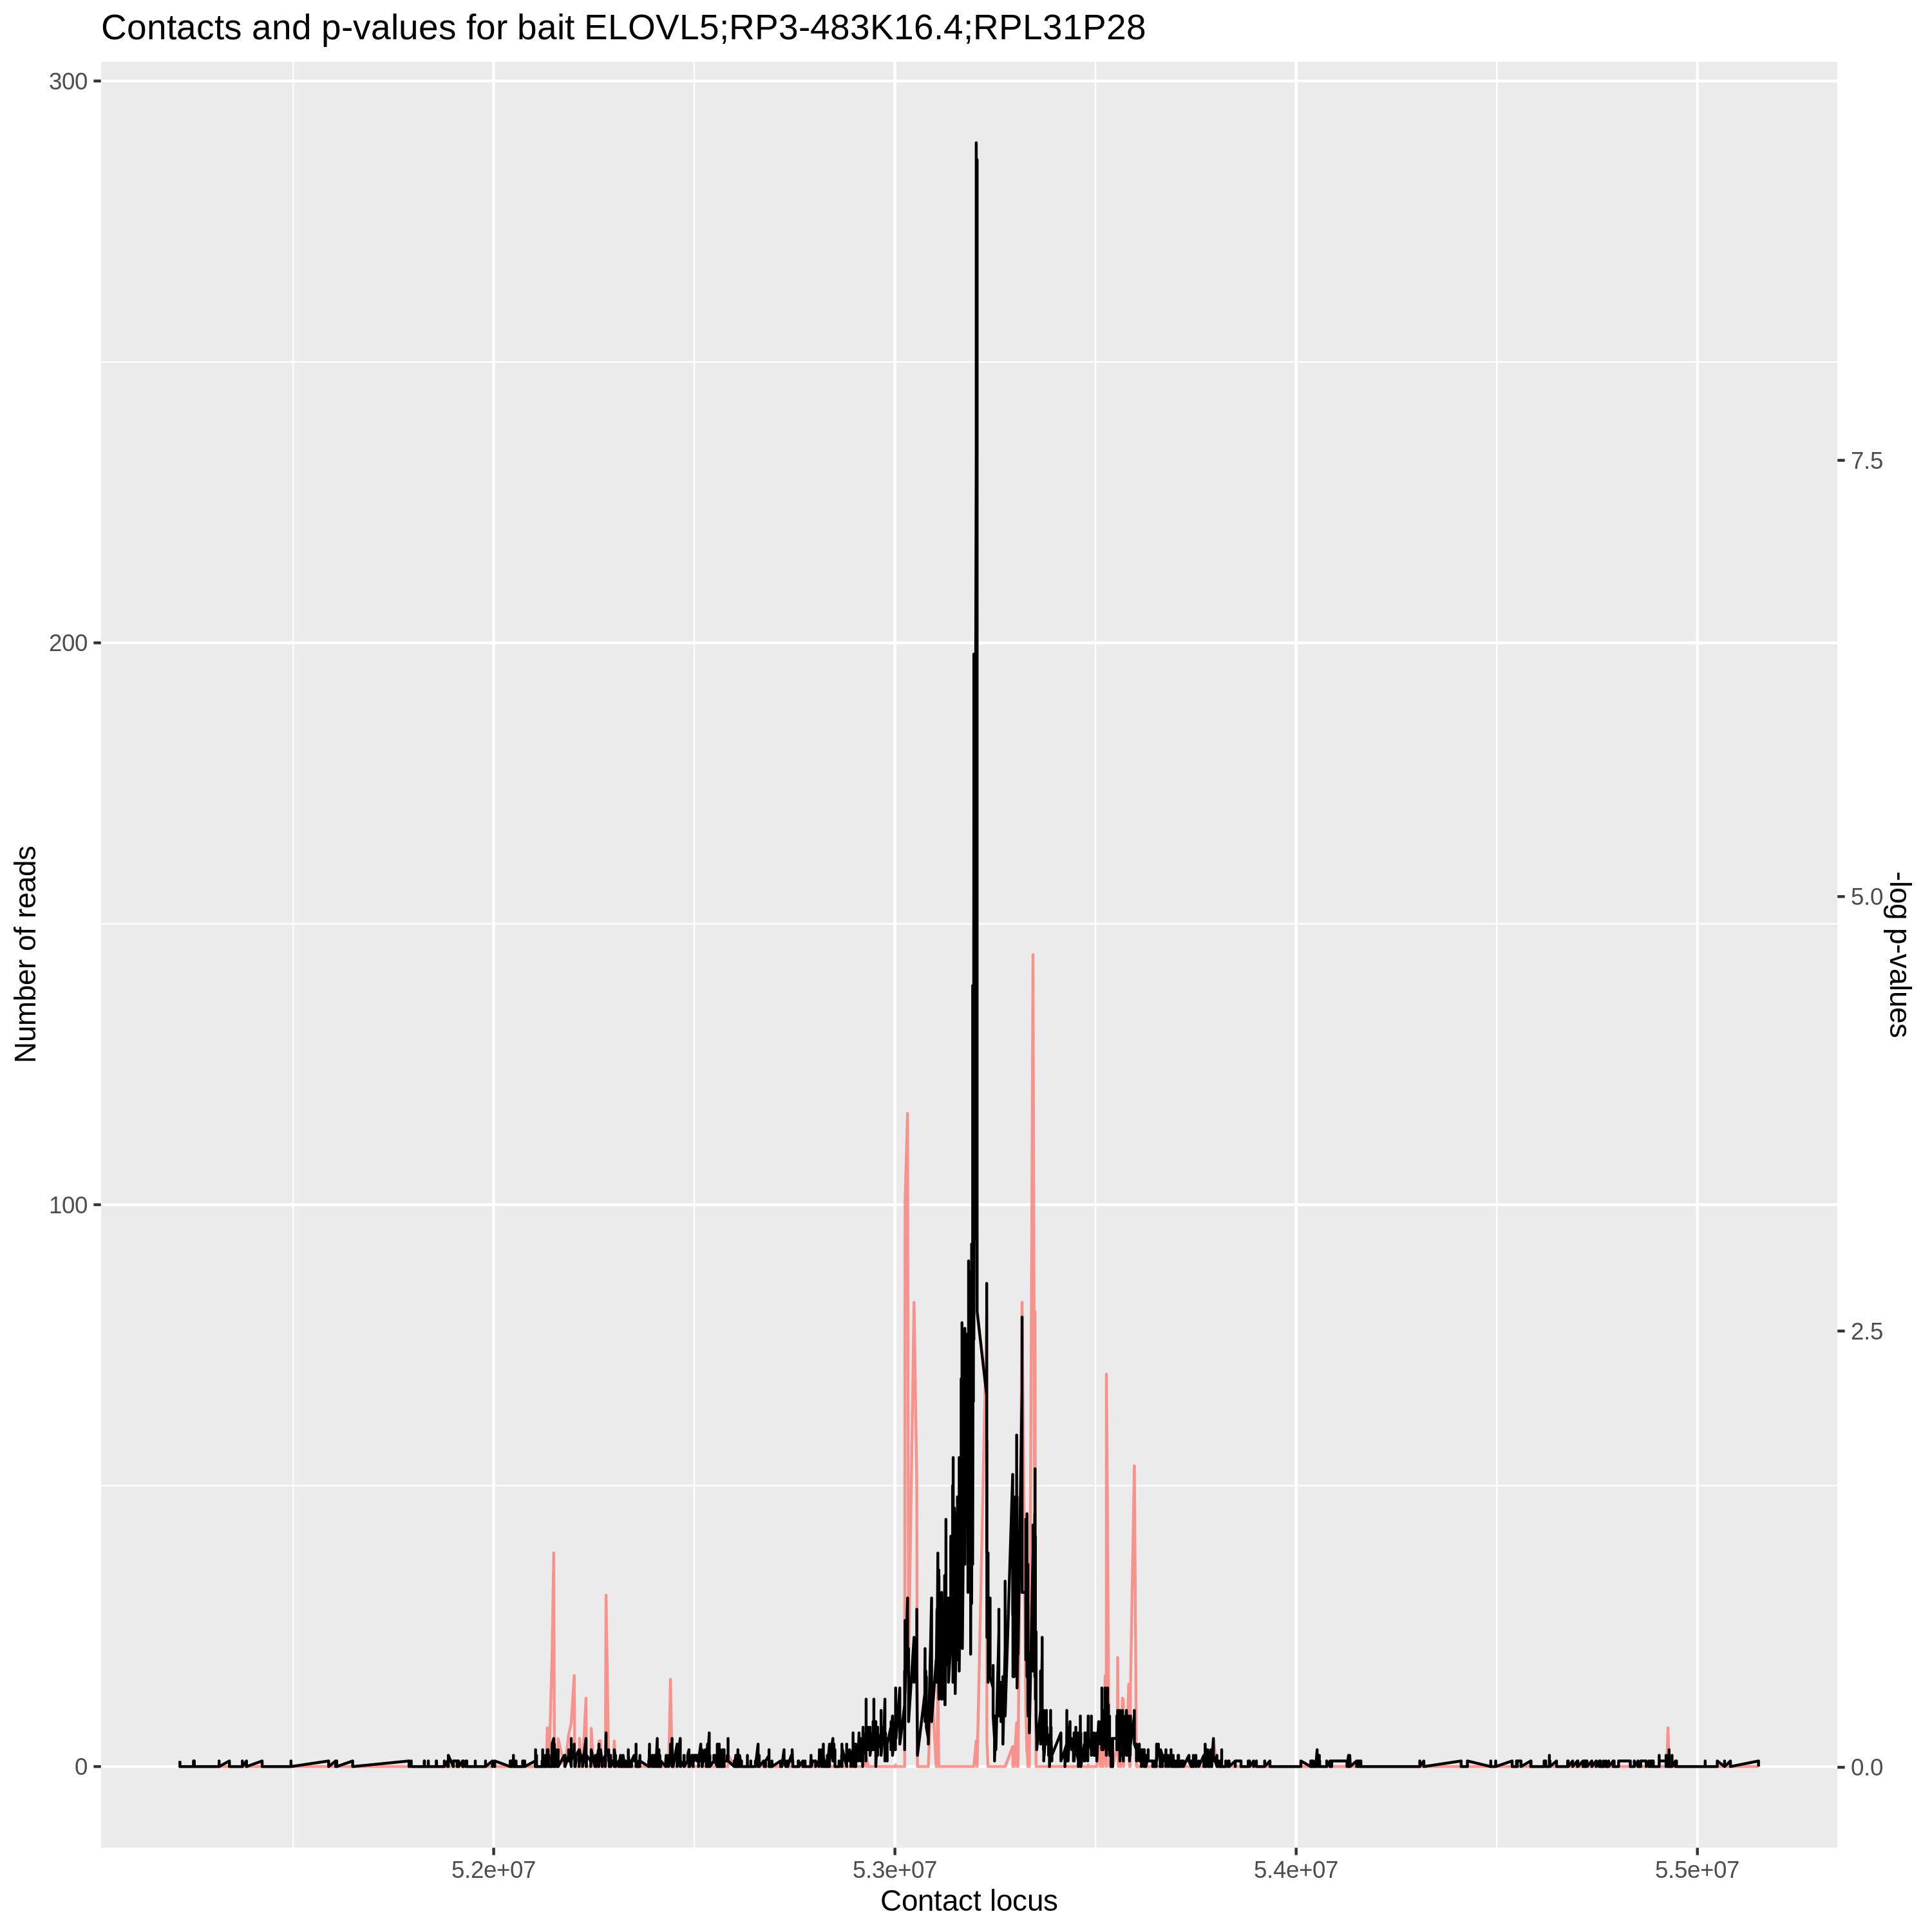 Contacts and p-values for bait ELOVL5;RP3-483K16.4;RPL31P28
300
200
100
0
Number of reads
7.5
5.0
2.5
0.0
-log p-values
5.2e+07
5.3e+07
5.4e+07
5.5e+07
Contact locus